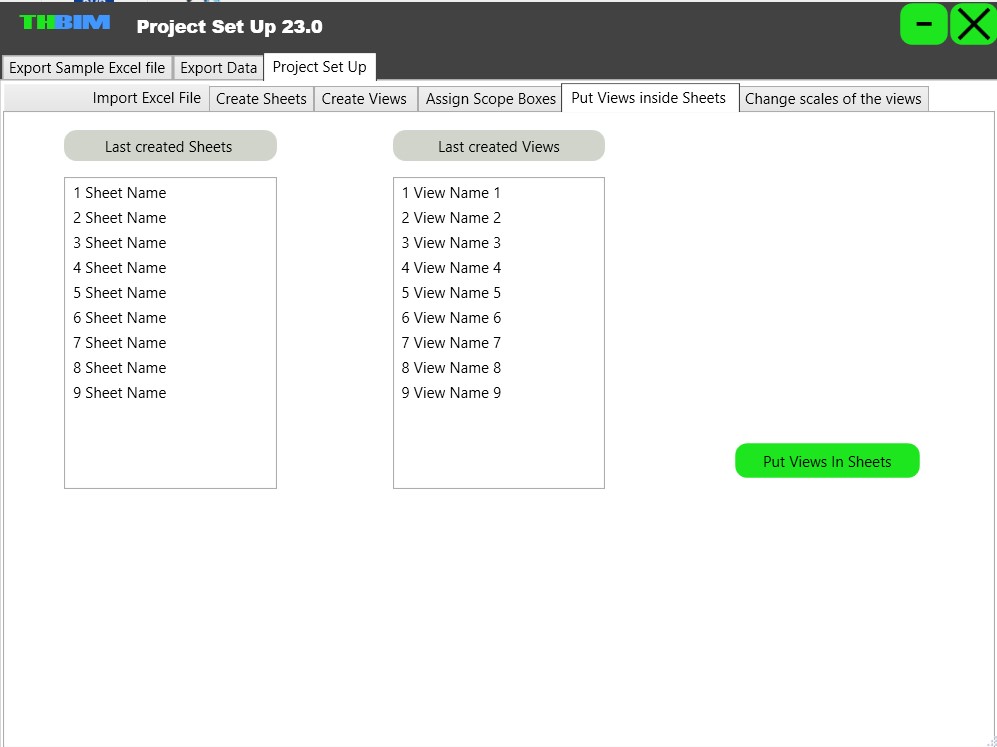 THBIM Project Set Up 23.0
Export Sample Excel file Export Data Project Set Up
Import Excel File Create Sheets Create Views Assign Scope Boxes Put Views inside Sheets Change scales of the views
Last created Sheets
1 Sheet Name
2 Sheet Name
3 Sheet Name
4 Sheet Name
5 Sheet Name
6 Sheet Name
7 Sheet Name
8 Sheet Name
9 Sheet Name
Last created Views
1 View Name 1
2 View Name 2
3 View Name 3
4 View Name 4
5 View Name 5
6 View Name 6
7 View Name 7
8 View Name 8
9 View Name 9
Put Views In Sheets